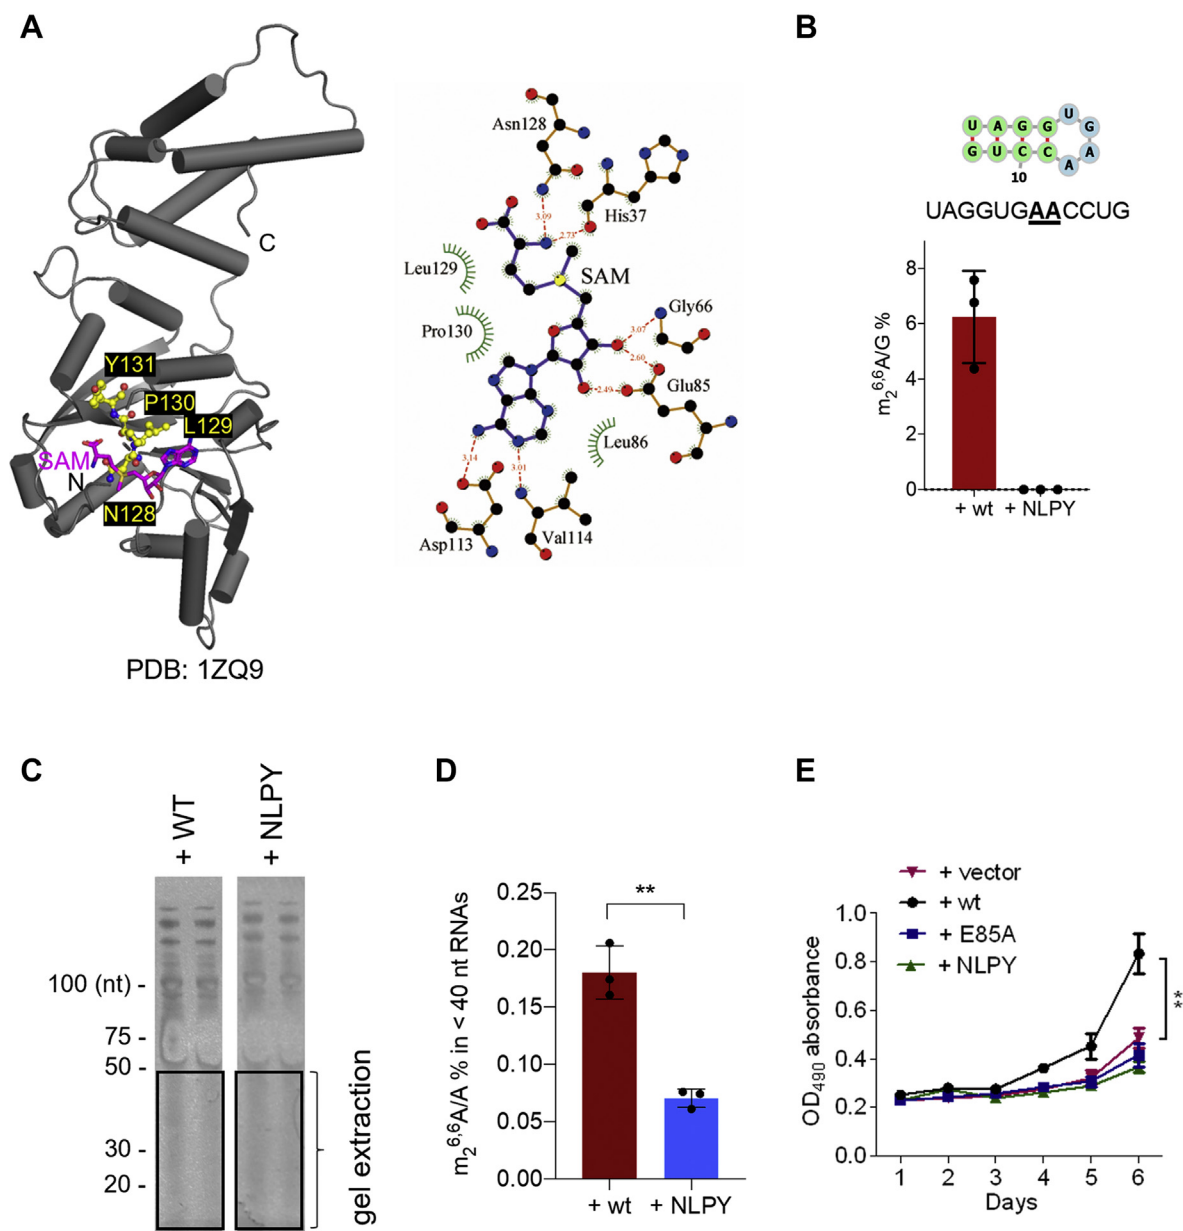 A
C
Y131
P130
L129
SAM
N
N128
PDB: 1ZQ9
Asn128
His37
3.09
2.73
Leu129
SAM
Pro130
Gly66
3.07
2.60
Glu85
2.49
Leu86
3.14
3.01
Asp113
Val114
B
U A G G U G
G U C C A A
10
UAGGUGAACCUG
m₂⁶,⁶A/G %
8
6
4
2
0
+ wt + NLPY
C
+ WT
+ NLPY
100 (nt) -
75 -
50 -
30 -
20 -
gel extraction
D
m₂⁶,⁶A/A % in < 40 nt RNAs
0.25
0.20
0.15
0.10
0.05
0.00
**
+ wt + NLPY
E
+ vector
+ wt
+ E85A
+ NLPY
OD₄₉₀ absorbance
1.0
0.8
0.6
0.4
0.2
0.0
**
1 2 3 4 5 6
Days